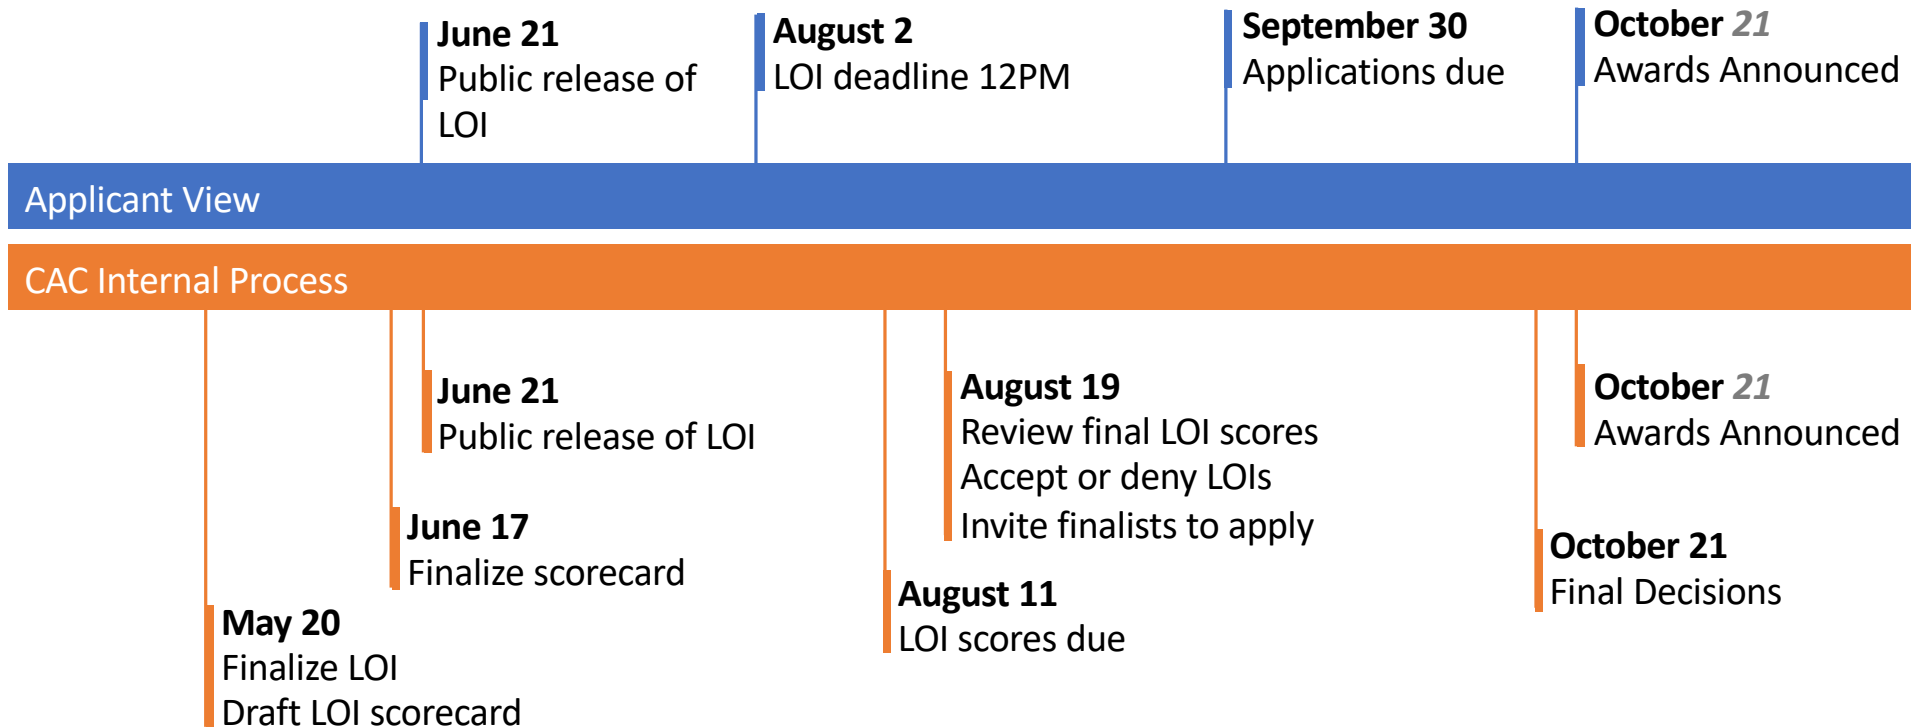 June 21
Public release of
LOI
August 2
LOI deadline 12PM
September 30
Applications due
October 21
Awards Announced
Applicant View
CAC Internal Process
May 20
Finalize LOI
Draft LOI scorecard
June 17
Finalize scorecard
June 21
Public release of LOI
August 11
LOI scores due
August 19
Review final LOI scores
Accept or deny LOIs
Invite finalists to apply
October 21
Final Decisions
October 21
Awards Announced